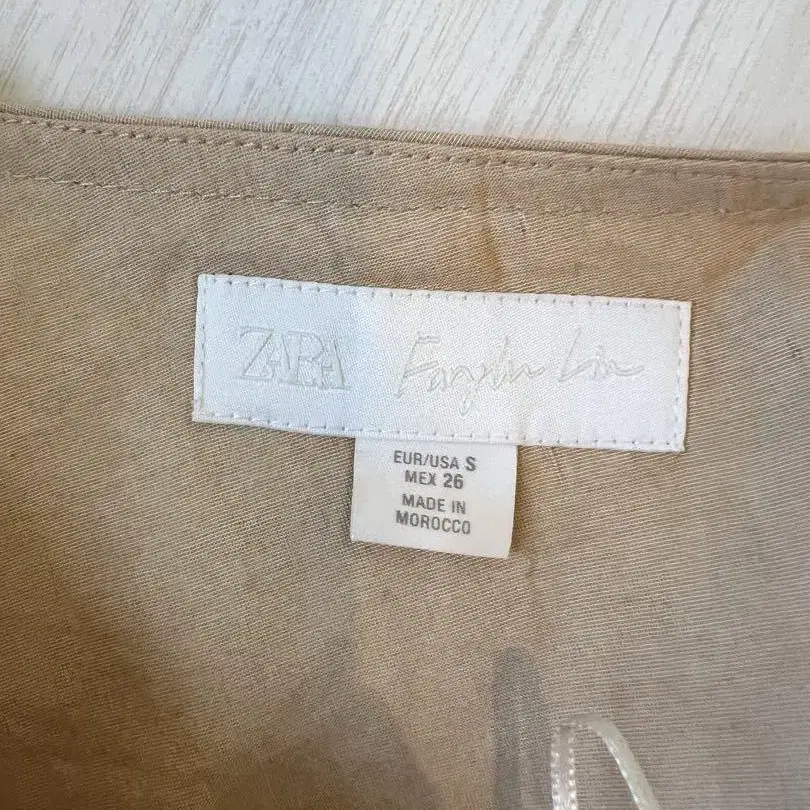 ZARA
EUR/USA S
MEX 26
MADE IN
MOROCCO